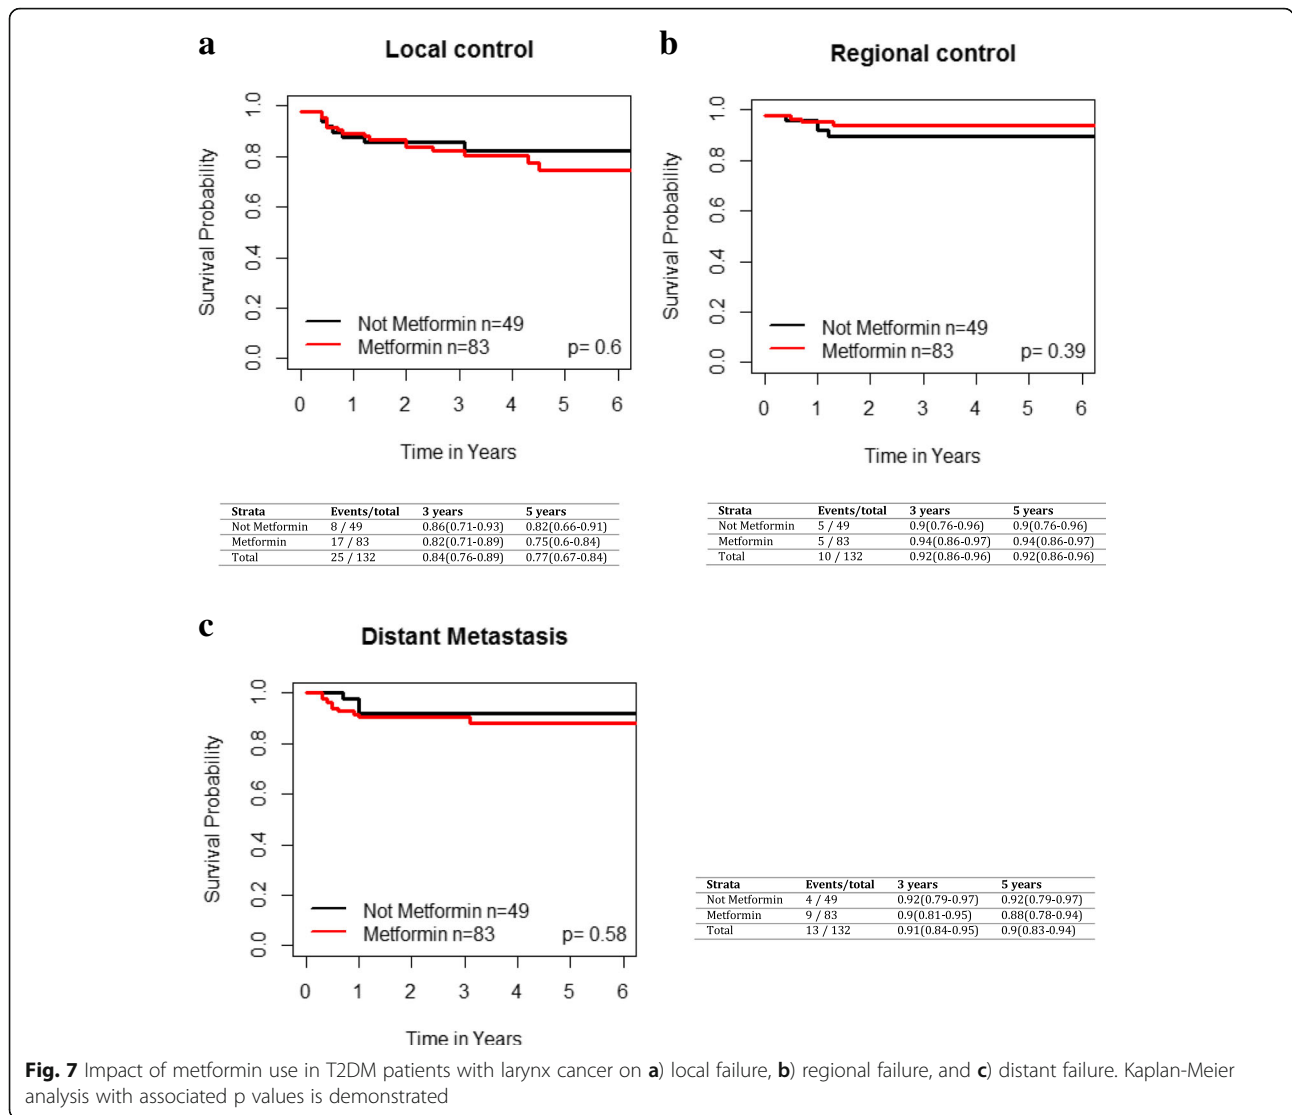 a
Local control
Survival Probability
0.0 0.2 0.4 0.6 0.8 1.0
Not Metformin n=49
Metformin n=83
p= 0.6
0 1 2 3 4 5 6
Time in Years
Strata Events/total 3 years 5 years
Not Metformin 8 / 49 0.86(0.71-0.93) 0.82(0.66-0.91)
Metformin 17 / 83 0.82(0.71-0.89) 0.75(0.6-0.84)
Total 25 / 132 0.84(0.76-0.89) 0.77(0.67-0.84)
b
Regional control
Survival Probability
0.0 0.2 0.4 0.6 0.8 1.0
Not Metformin n=49
Metformin n=83
p= 0.39
0 1 2 3 4 5 6
Time in Years
Strata Events/total 3 years 5 years
Not Metformin 5 / 49 0.9(0.76-0.96) 0.9(0.76-0.96)
Metformin 5 / 83 0.94(0.86-0.97) 0.94(0.86-0.97)
Total 10 / 132 0.92(0.86-0.96) 0.92(0.86-0.96)
c
Distant Metastasis
Survival Probability
0.0 0.2 0.4 0.6 0.8 1.0
Not Metformin n=49
Metformin n=83
p= 0.58
0 1 2 3 4 5 6
Time in Years
Strata Events/total 3 years 5 years
Not Metformin 4 / 49 0.92(0.79-0.97) 0.92(0.79-0.97)
Metformin 9 / 83 0.9(0.81-0.95) 0.88(0.78-0.94)
Total 13 / 132 0.91(0.84-0.95) 0.9(0.83-0.94)
Fig. 7 Impact of metformin use in T2DM patients with larynx cancer on a) local failure, b) regional failure, and c) distant failure. Kaplan-Meier
analysis with associated p values is demonstrated